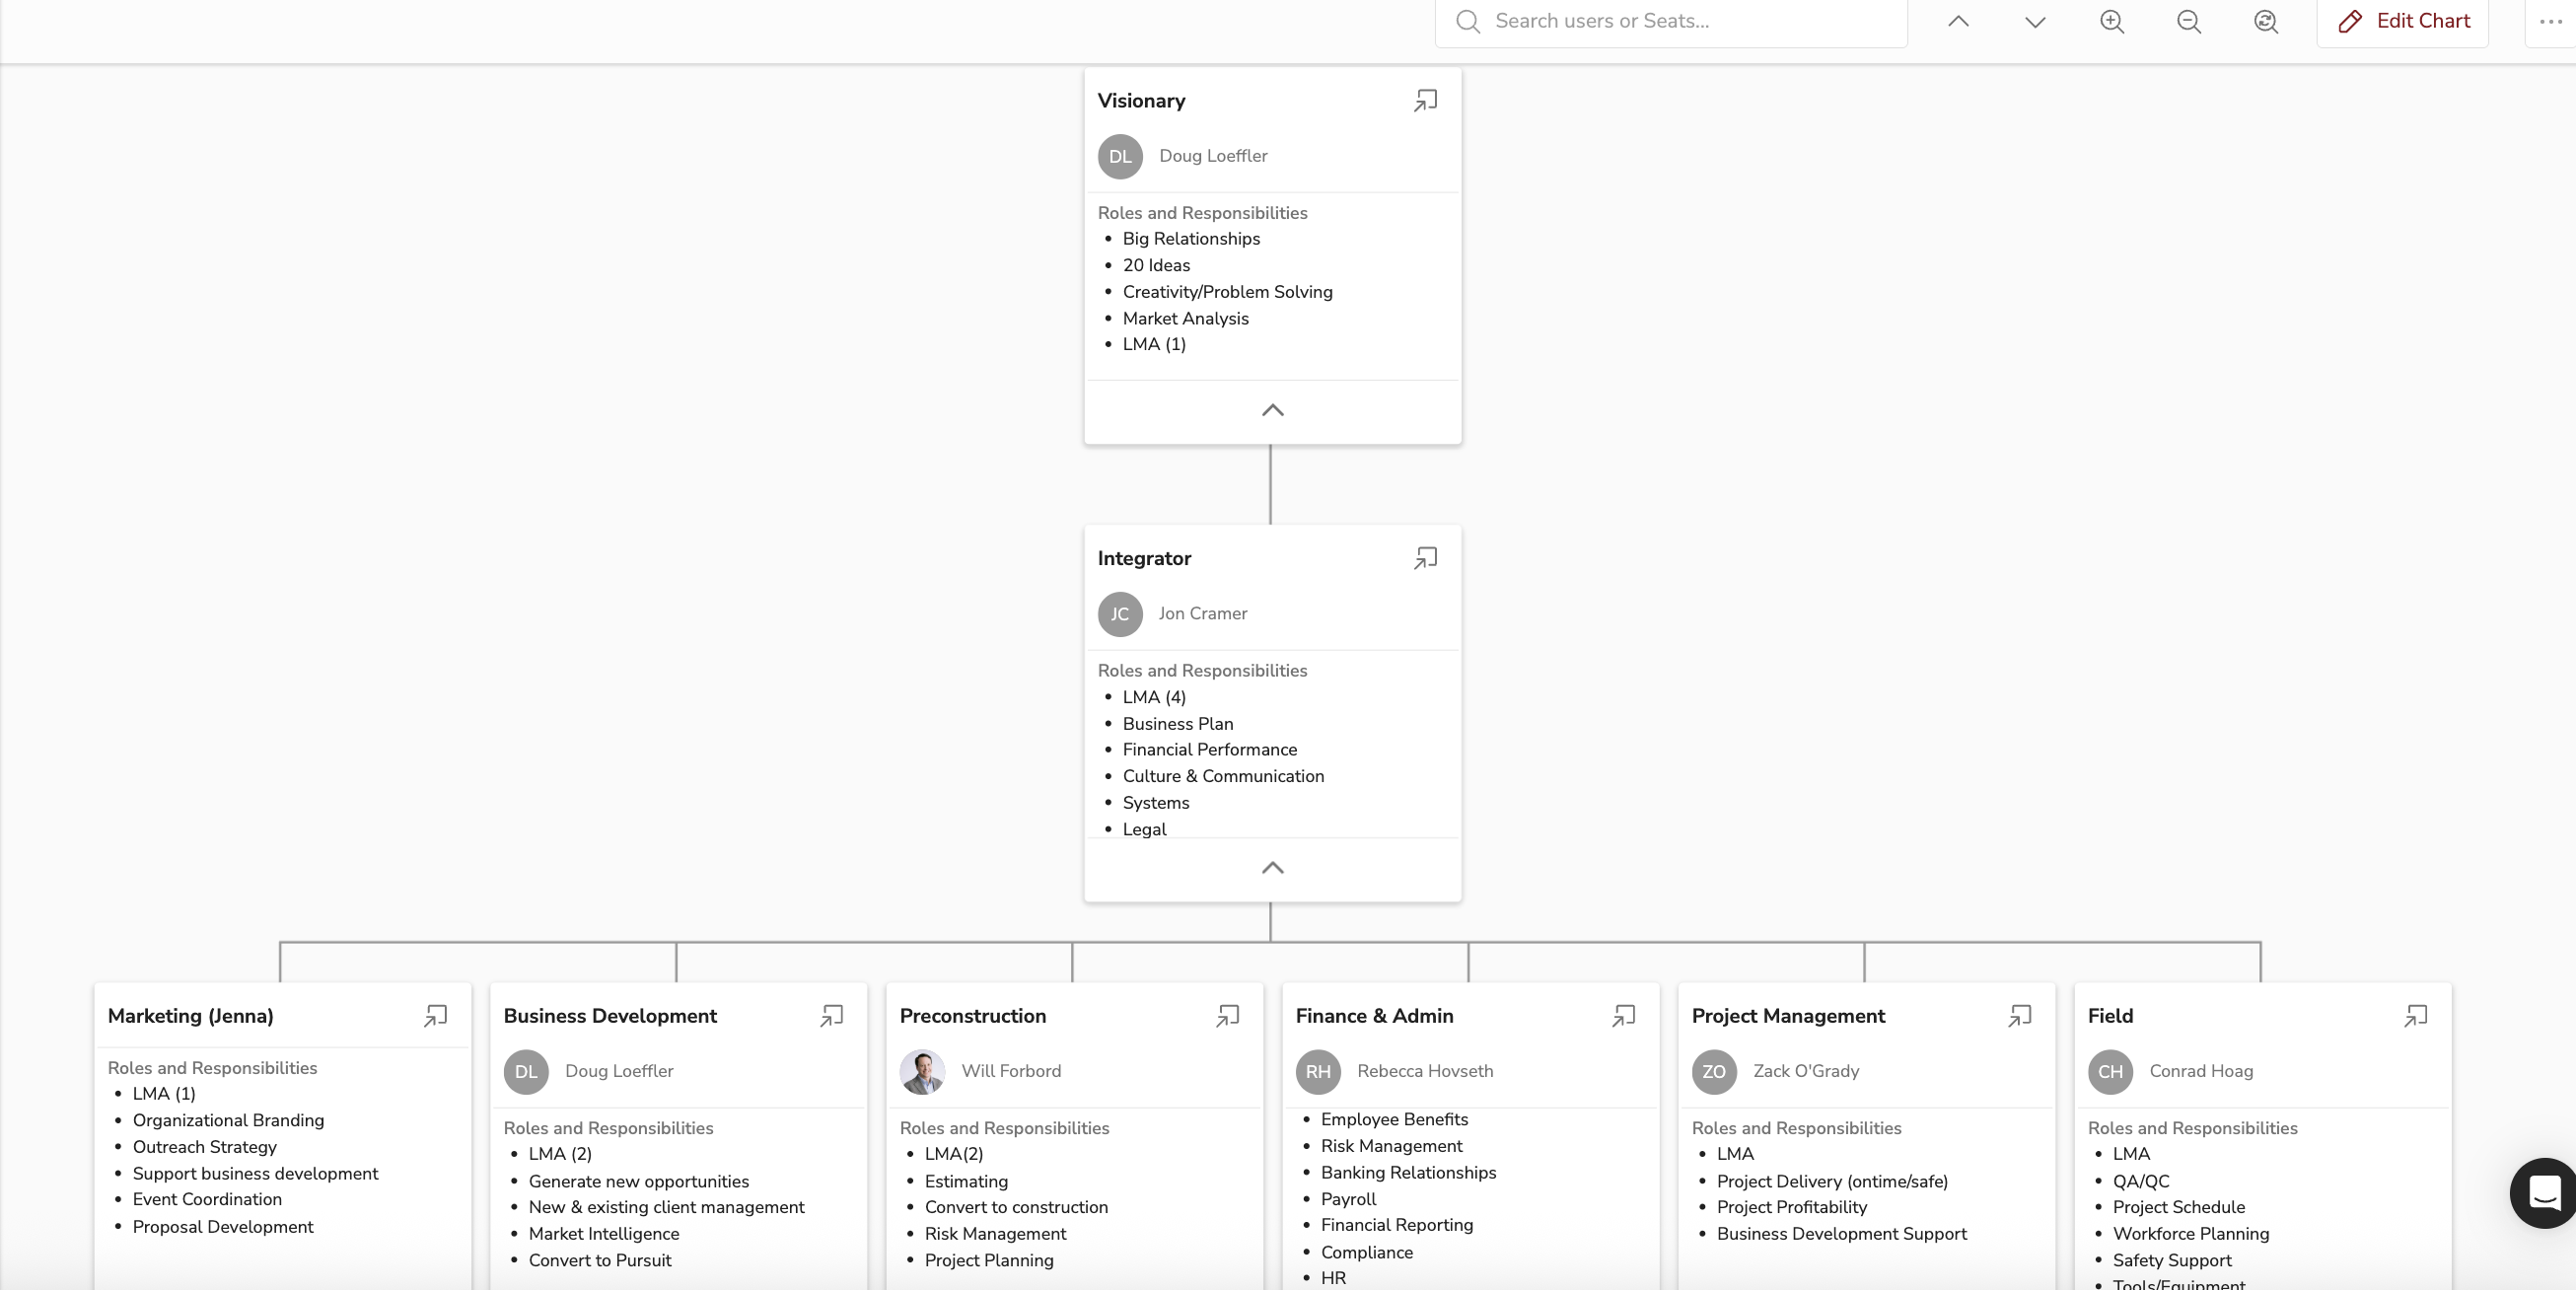 Search users or Seats...
Edit Chart
Visionary
DL Doug Loeffler
Roles and Responsibilities
• Big Relationships
• 20 Ideas
• Creativity/Problem Solving
• Market Analysis
• LMA (1)
Integrator
JC Jon Cramer
Roles and Responsibilities
• LMA (4)
• Business Plan
• Financial Performance
• Culture & Communication
• Systems
• Legal
Marketing (Jenna)
Roles and Responsibilities
• LMA (1)
• Organizational Branding
• Outreach Strategy
• Support business development
• Event Coordination
• Proposal Development
Business Development
DL Doug Loeffler
Roles and Responsibilities
• LMA (2)
• Generate new opportunities
• New & existing client management
• Market Intelligence
• Convert to Pursuit
Preconstruction
Will Forbord
Roles and Responsibilities
• LMA(2)
• Estimating
• Convert to construction
• Risk Management
• Project Planning
Finance & Admin
RH Rebecca Hovseth
• Employee Benefits
• Risk Management
• Banking Relationships
• Payroll
• Financial Reporting
• Compliance
• HR
Project Management
ZO Zack O'Grady
Roles and Responsibilities
• LMA
• Project Delivery (ontime/safe)
• Project Profitability
• Business Development Support
Field
CH Conrad Hoag
Roles and Responsibilities
• LMA
• QA/QC
• Project Schedule
• Workforce Planning
• Safety Support
• Tools/Equipment